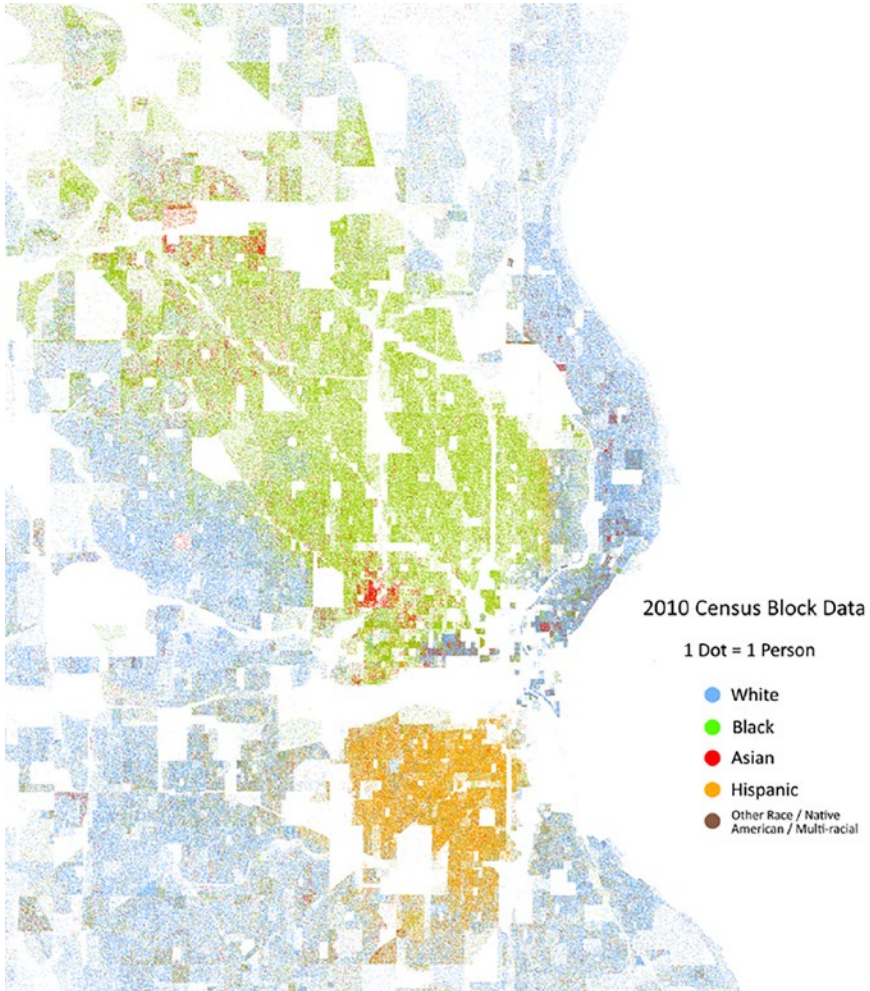 2010 Census Block Data
1 Dot = 1 Person
White
Black
Asian
Hispanic
Other Race / Native
American / Multi-racial